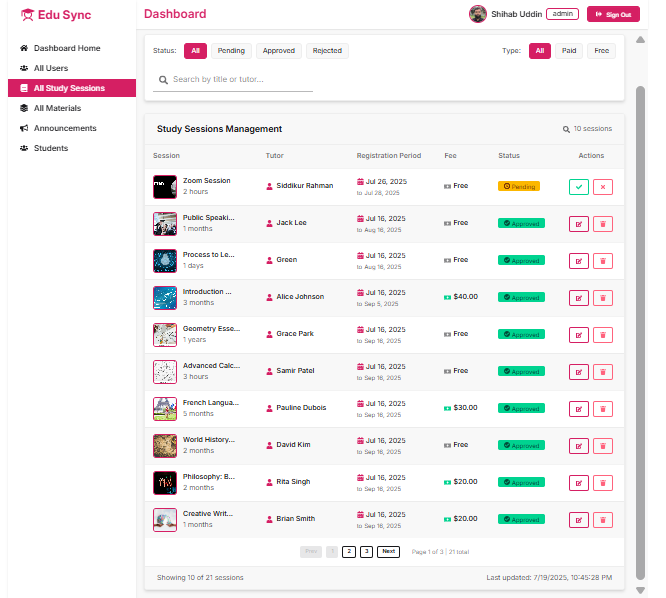 Edu Sync
Dashboard
Shihab Uddin admin Sign Out
Dashboard Home
All Users
All Study Sessions
All Materials
Announcements
Students
Status: All Pending Approved Rejected Type: All Paid Free
Search by title or tutor...
Study Sessions Management 10 sessions
Session Tutor Registration Period Fee Status Actions
Zoom Session
2 hours
Siddikur Rahman
Jul 26, 2025
to Jul 28, 2025
Free
Pending
Public Speaki...
1 months
Jack Lee
Jul 16, 2025
to Aug 16, 2025
Free
Approved
Process to Le...
1 days
Green
Jul 16, 2025
to Aug 16, 2025
Free
Approved
Introduction ...
3 months
Alice Johnson
Jul 16, 2025
to Sep 5, 2025
$40.00
Approved
Geometry Esse...
1 years
Grace Park
Jul 16, 2025
to Sep 16, 2025
Free
Approved
Advanced Calc...
3 hours
Samir Patel
Jul 16, 2025
to Sep 16, 2025
Free
Approved
French Langua...
5 months
Pauline Dubois
Jul 16, 2025
to Sep 16, 2025
$30.00
Approved
World History...
2 months
David Kim
Jul 16, 2025
to Sep 16, 2025
Free
Approved
Philosophy: B...
2 months
Rita Singh
Jul 16, 2025
to Sep 16, 2025
$20.00
Approved
Creative Writ...
1 months
Brian Smith
Jul 16, 2025
to Sep 16, 2025
$20.00
Approved
Prev 1 2 3 Next Page 1 of 3 | 21 total
Showing 10 of 21 sessions Last updated: 7/19/2025, 10:45:28 PM